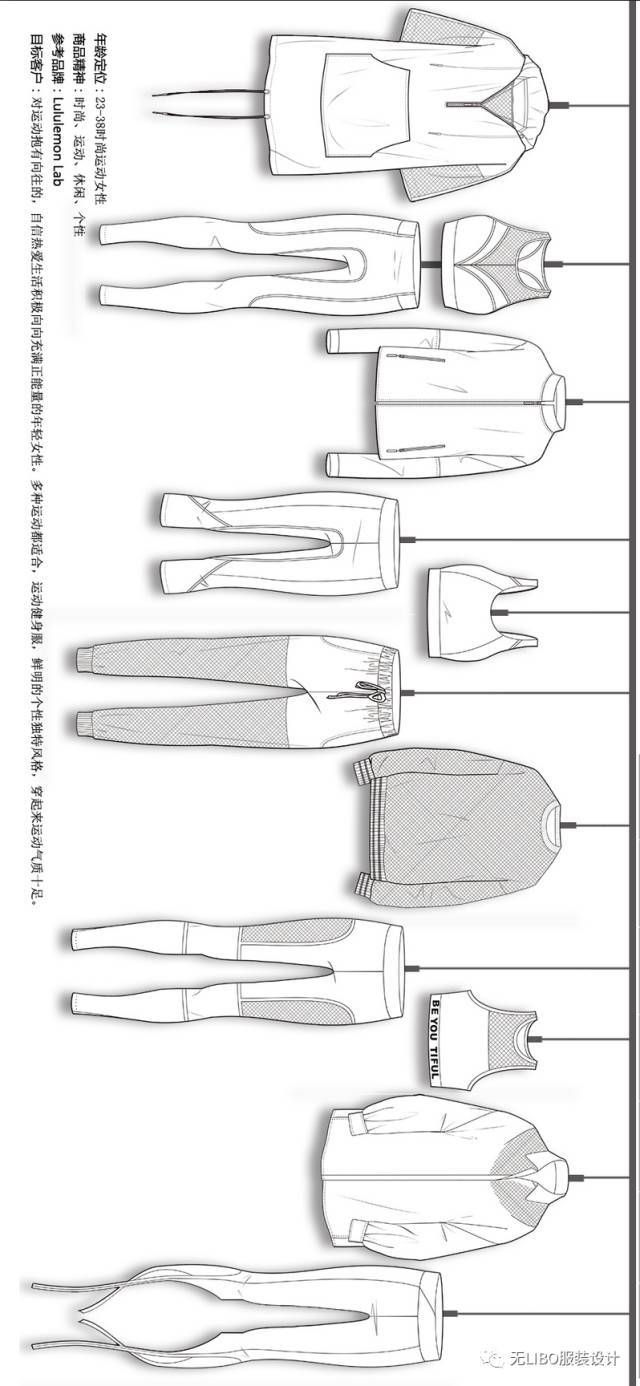 年龄定位：23-38时尚运动女性
商品精神：时尚、运动、休闲、个性
参考品牌：Lululemon Lab
目标客户：对运动抱有向往的，自信热爱生活积极向向充满正能量的年轻女性。多种运动都适合，运动健身服，鲜明的个性独特风格，穿起来运动气质十足。
BE YOU TIFUL
无LIBO服装设计